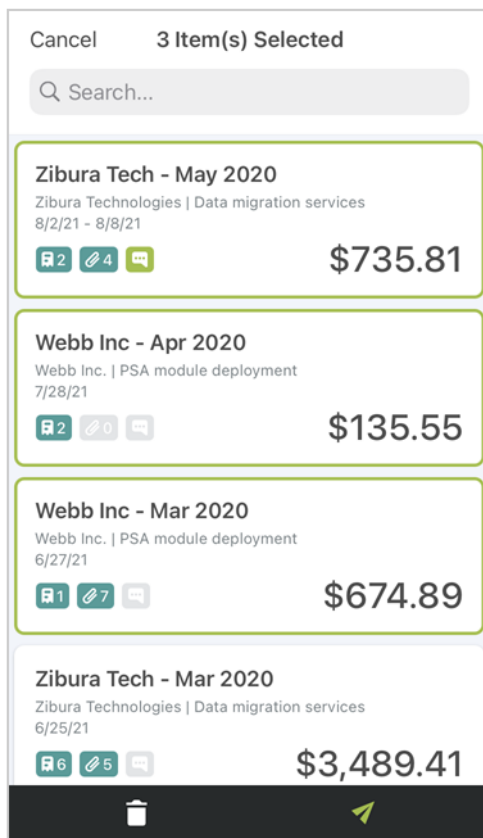 Cancel 3 Item(s) Selected
Search...
Zibura Tech - May 2020
Zibura Technologies | Data migration services
8/2/21 - 8/8/21
2 4 $735.81
Webb Inc - Apr 2020
Webb Inc. | PSA module deployment
7/28/21
2 0 $135.55
Webb Inc - Mar 2020
Webb Inc. | PSA module deployment
6/27/21
1 7 $674.89
Zibura Tech - Mar 2020
Zibura Technologies | Data migration services
6/25/21
6 5 $3,489.41